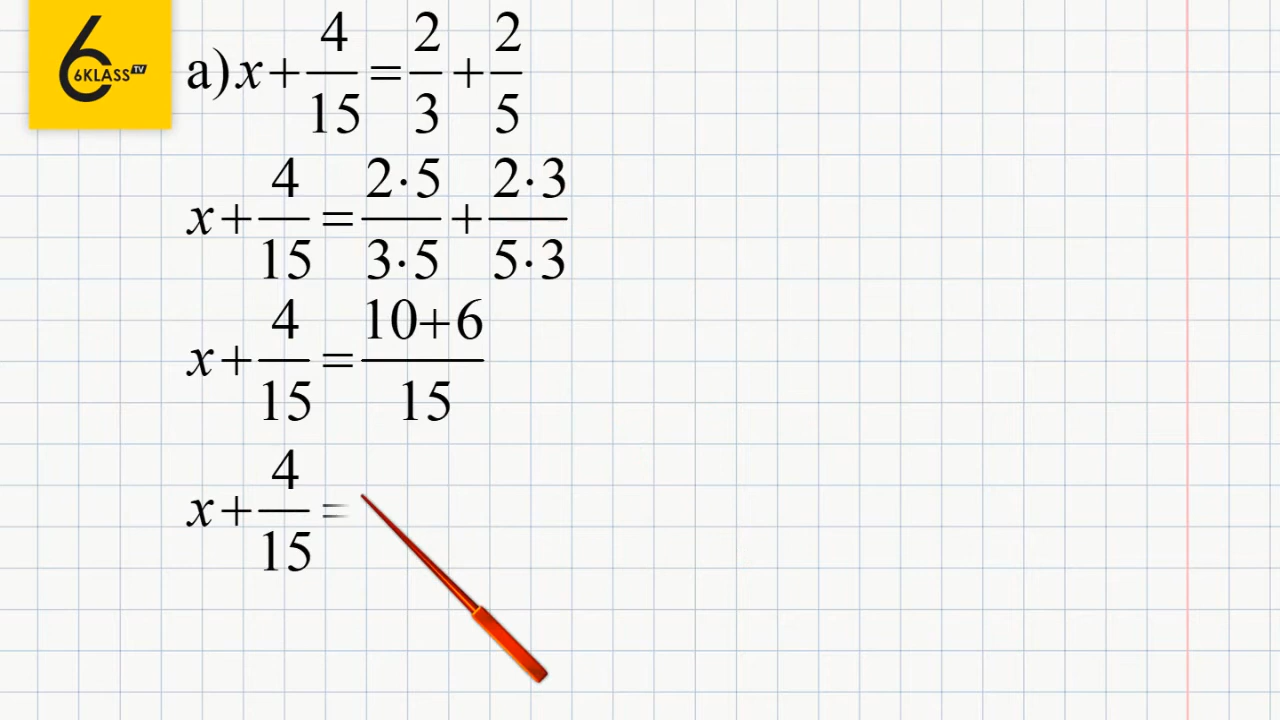 6KLASS TV
а) x + 4/15 = 2/3 + 2/5
x + 4/15 = 2·5/3·5 + 2·3/5·3
x + 4/15 = 10+6/15
x + 4/15 =